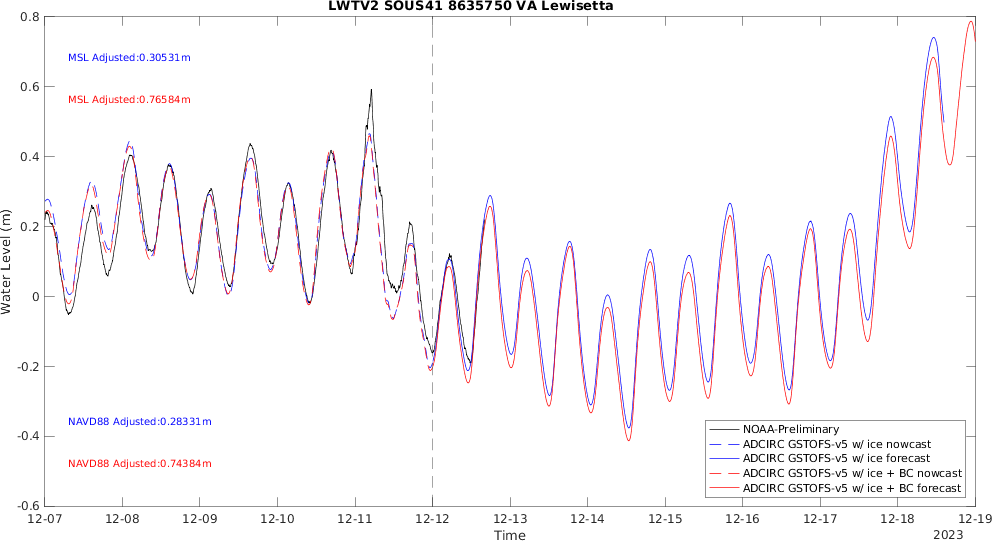 LWTV2 SOUS41 8635750 VA Lewisetta
0.8
0.6
0.4
0.2
0
-0.2
-0.4
-0.6
Water Level (m)
MSL Adjusted:0.30531m
MSL Adjusted:0.76584m
NAVD88 Adjusted:0.28331m
NAVD88 Adjusted:0.74384m
NOAA-Preliminary
ADCIRC GSTOFS-v5 w/ ice nowcast
ADCIRC GSTOFS-v5 w/ ice forecast
ADCIRC GSTOFS-v5 w/ ice + BC nowcast
ADCIRC GSTOFS-v5 w/ ice + BC forecast
12-07 12-08 12-09 12-10 12-11 12-12 12-13 12-14 12-15 12-16 12-17 12-18 12-19
Time
2023